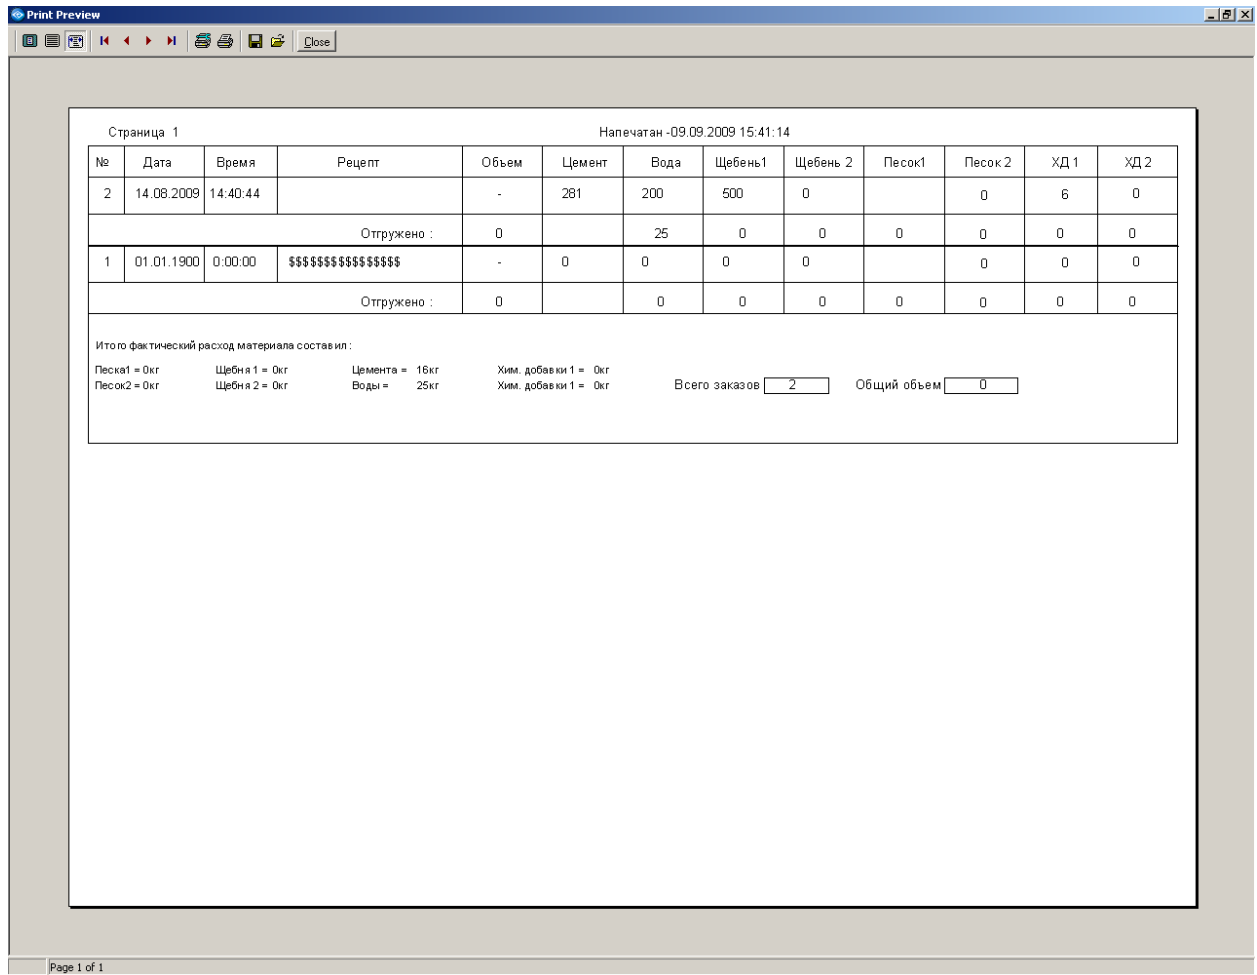 Print Preview
Close
Страница 1 Напечатан -09.09.2009 15:41:14
№ Дата Время Рецепт Объем Цемент Вода Щебень1 Щебень 2 Песок1 Песок 2 ХД 1 ХД 2
2 14.08.2009 14:40:44 - 281 200 500 0 0 6 0
Отгружено : 0 25 0 0 0 0 0 0
1 01.01.1900 0:00:00 $$$$$$$$$$$$$$$$ - 0 0 0 0 0 0 0
Отгружено : 0 0 0 0 0 0 0 0
Итого фактический расход материала составил :
Песка1 = 0кг Щебня 1 = 0кг Цемента = 16кг Хим. добавки 1 = 0кг
Песок2 = 0кг Щебня 2 = 0кг Воды = 25кг Хим. добавки 1 = 0кг Всего заказов 2 Общий объем 0
Page 1 of 1